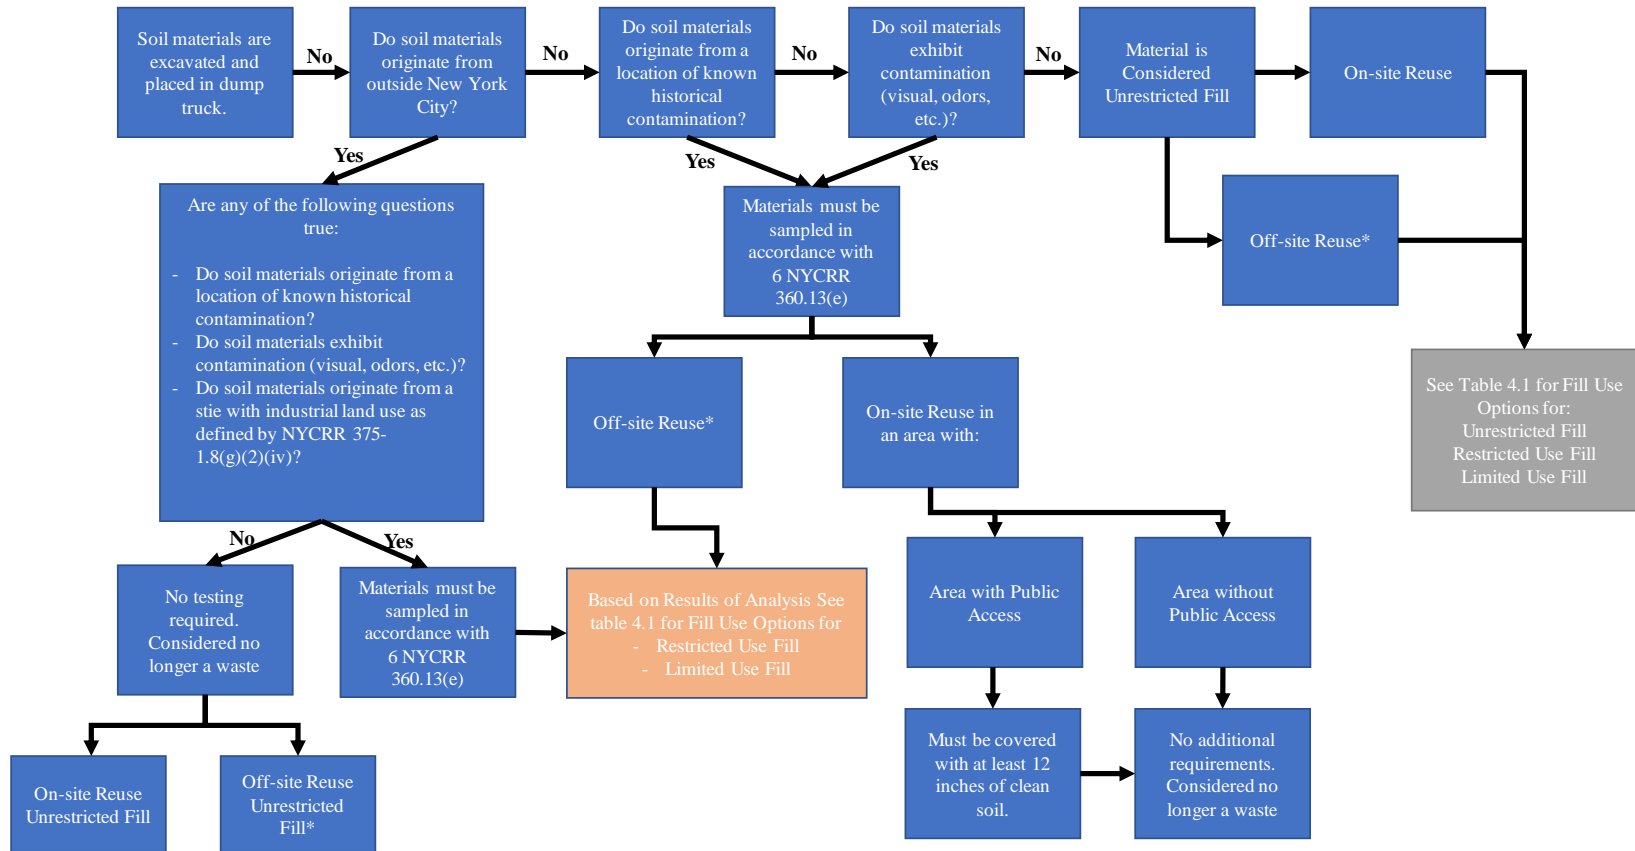 Soil materials are
excavated and
placed in dump
truck.
No
Do soil materials
originate from
outside New York
City?
No
Do soil materials
originate from a
location of known
historical
contamination?
No
Do soil materials
exhibit
contamination
(visual, odors,
etc.)?
No
Material is
Considered
Unrestricted Fill
On-site Reuse
Yes
Yes
Yes
Off-site Reuse*
Are any of the following questions
true:
- Do soil materials originate from a
location of known historical
contamination?
- Do soil materials exhibit
contamination (visual, odors, etc.)?
- Do soil materials originate from a
stie with industrial land use as
defined by NYCRR 375-
1.8(g)(2)(iv)?
Materials must be
sampled in
accordance with
6 NYCRR
360.13(e)
Off-site Reuse*
On-site Reuse in
an area with:
See Table 4.1 for Fill Use
Options for:
Unrestricted Fill
Restricted Use Fill
Limited Use Fill
No
Yes
No testing
required.
Considered no
longer a waste
Materials must be
sampled in
accordance with
6 NYCRR
360.13(e)
Based on Results of Analysis See
table 4.1 for Fill Use Options for
- Restricted Use Fill
- Limited Use Fill
Area with Public
Access
Area without
Public Access
On-site Reuse
Unrestricted Fill
Off-site Reuse
Unrestricted
Fill*
Must be covered
with at least 12
inches of clean
soil.
No additional
requirements.
Considered no
longer a waste